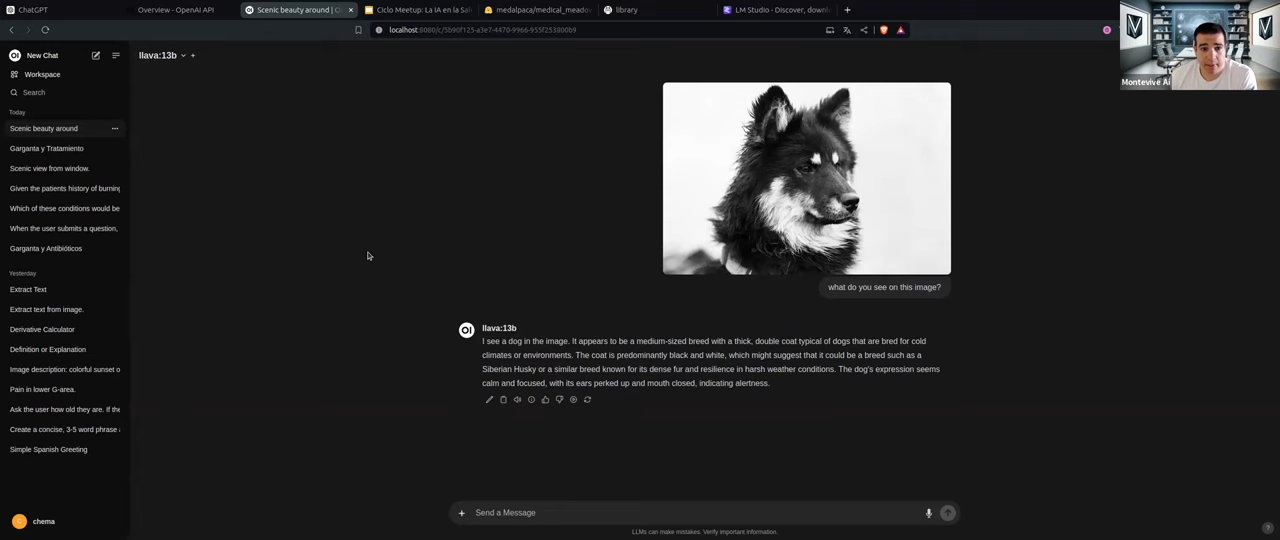 ChatGPT
Overview - OpenAI API
Scenic beauty around | O
Ciclo Meetup: La IA en la Sa
medalpaca/medical_meado
library
LM Studio - Discover, downl
localhost:8080/c/5b90f125-a3e7-4470-9966-955f253800b9
New Chat
Workspace
Search
Today
Scenic beauty around
Garganta y Tratamiento
Scenic view from window.
Given the patients history of burning
Which of these conditions would be
When the user submits a question,
Garganta y Antibióticos
Yesterday
Extract Text
Extract text from image.
Derivative Calculator
Definition or Explanation
Image description: colorful sunset o
Pain in lower G-area.
Ask the user how old they are. If the
Create a concise, 3-5 word phrase
Simple Spanish Greeting
chema
llava:13b
Montevive Ai
what do you see on this image?
llava:13b
I see a dog in the image. It appears to be a medium-sized breed with a thick, double coat typical of dogs that are bred for cold
climates or environments. The coat is predominantly black and white, which might suggest that it could be a breed such as a
Siberian Husky or a similar breed known for its dense fur and resilience in harsh weather conditions. The dog's expression seems
calm and focused, with its ears perked up and mouth closed, indicating alertness.
Send a Message
LLMs can make mistakes. Verify important information.